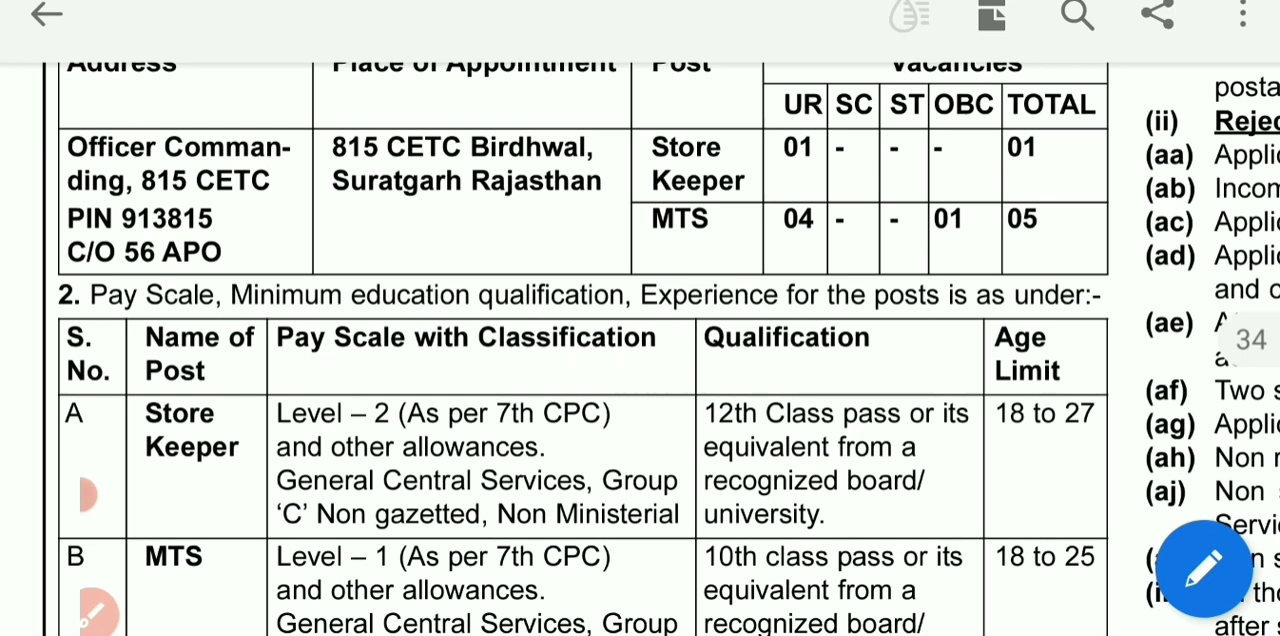 Address Place of Appointment Post Vacancies
UR SC ST OBC TOTAL
Officer Comman-
ding, 815 CETC
PIN 913815
C/O 56 APO
815 CETC Birdhwal,
Suratgarh Rajasthan
Store
Keeper
01 - - - 01
MTS 04 - - 01 05
2. Pay Scale, Minimum education qualification, Experience for the posts is as under:-
S.
No.
Name of
Post
Pay Scale with Classification
Qualification
Age
Limit
A
Store
Keeper
Level – 2 (As per 7th CPC)
and other allowances.
General Central Services, Group
‘C’ Non gazetted, Non Ministerial
12th Class pass or its
equivalent from a
recognized board/
university.
18 to 27
B
MTS
Level – 1 (As per 7th CPC)
and other allowances.
General Central Services, Group
10th class pass or its
equivalent from a
recognized board/
18 to 25
(ii)
(aa)
(ab)
(ac)
(ad)
and
(ae)
34
(af) Two
(ag)
(ah) Non
(aj) Non
after